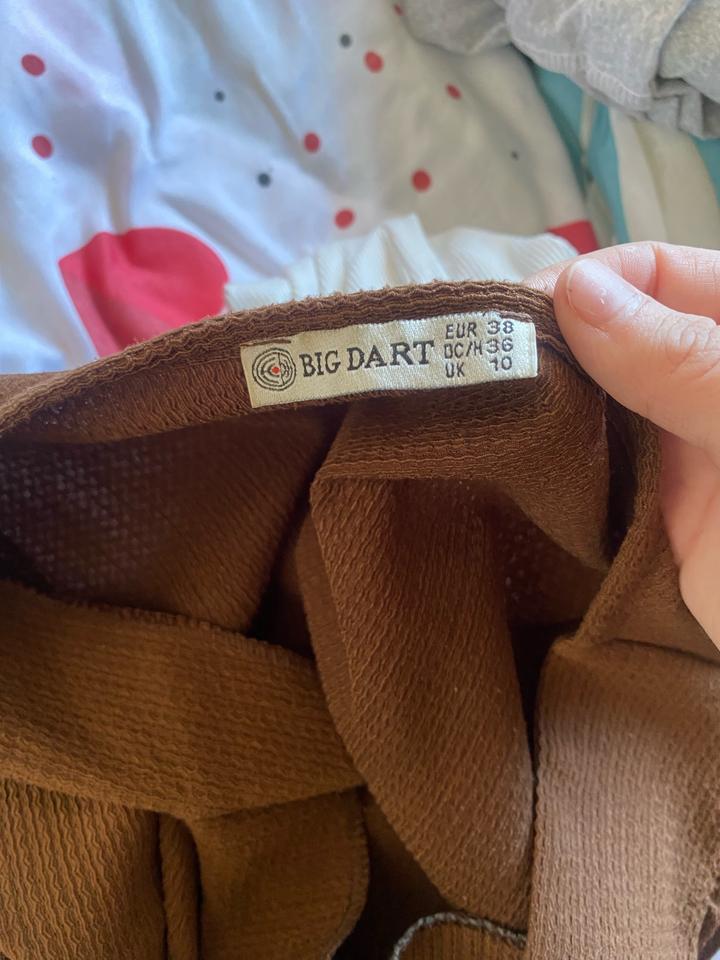 BIG DART
EUR 38
DC/H 36
UK 10